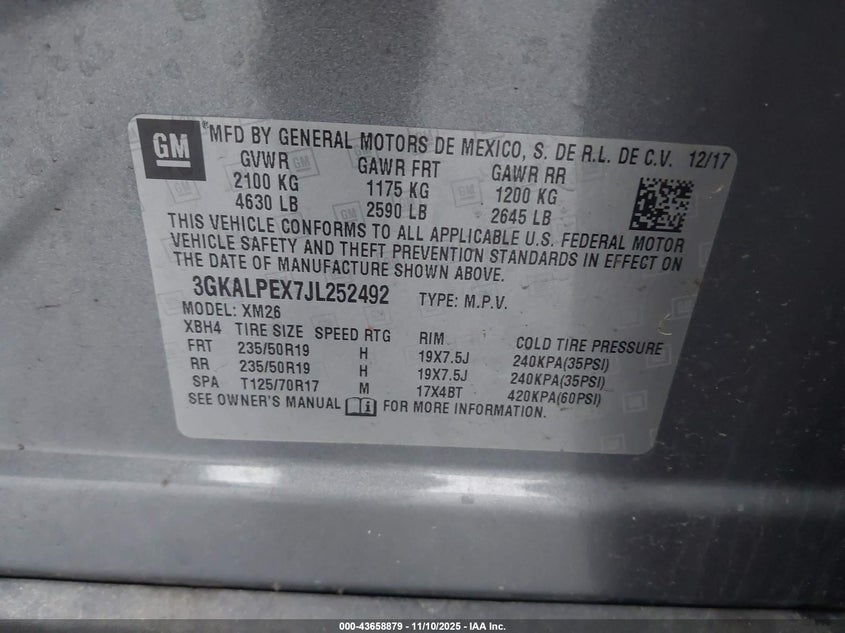 GM
MFD BY GENERAL MOTORS DE MEXICO, S. DE R.L. DE C.V. 12/17
GVWR GAWR FRT GAWR RR
2100 KG 1175 KG 1200 KG
4630 LB 2590 LB 2645 LB
THIS VEHICLE CONFORMS TO ALL APPLICABLE U.S. FEDERAL MOTOR
VEHICLE SAFETY AND THEFT PREVENTION STANDARDS IN EFFECT ON
THE DATE OF MANUFACTURE SHOWN ABOVE.
3GKALPEX7JL252492 TYPE: M.P.V.
MODEL: XM26
XBH4 TIRE SIZE SPEED RTG RIM COLD TIRE PRESSURE
FRT 235/50R19 H 19X7.5J 240KPA(35PSI)
RR 235/50R19 H 19X7.5J 240KPA(35PSI)
SPA T125/70R17 M 17X4BT 420KPA(60PSI)
SEE OWNER'S MANUAL FOR MORE INFORMATION.
000-43658879 - 11/10/2025 - IAA Inc.